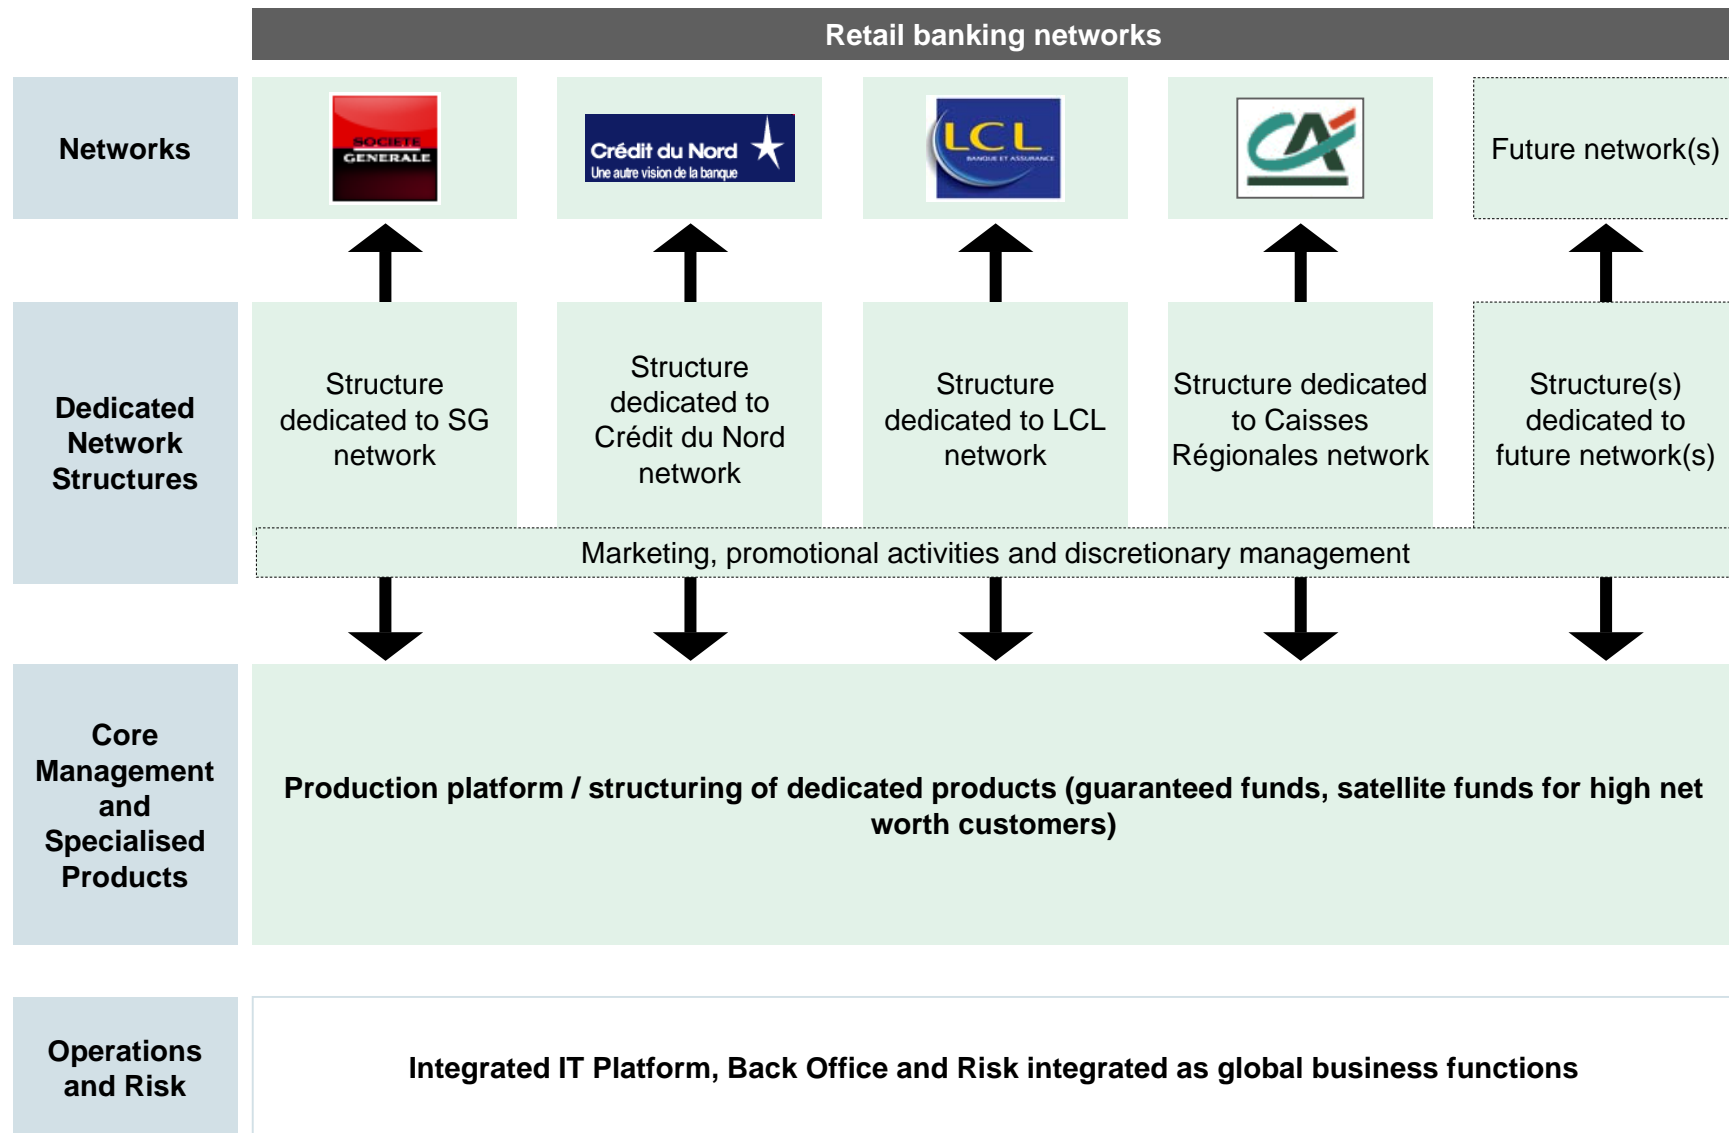 Retail banking networks
Networks
SOCIETE
GENERALE
Crédit du Nord
Une autre vision de la banque
LCL
BANQUE ET ASSURANCE
CA
Future network(s)
Dedicated
Network
Structures
Structure
dedicated to SG
network
Structure
dedicated to
Crédit du Nord
network
Structure
dedicated to LCL
network
Structure dedicated
to Caisses
Régionales network
Structure(s)
dedicated to
future network(s)
Marketing, promotional activities and discretionary management
Core
Management
and
Specialised
Products
Production platform / structuring of dedicated products (guaranteed funds, satellite funds for high net
worth customers)
Operations
and Risk
Integrated IT Platform, Back Office and Risk integrated as global business functions